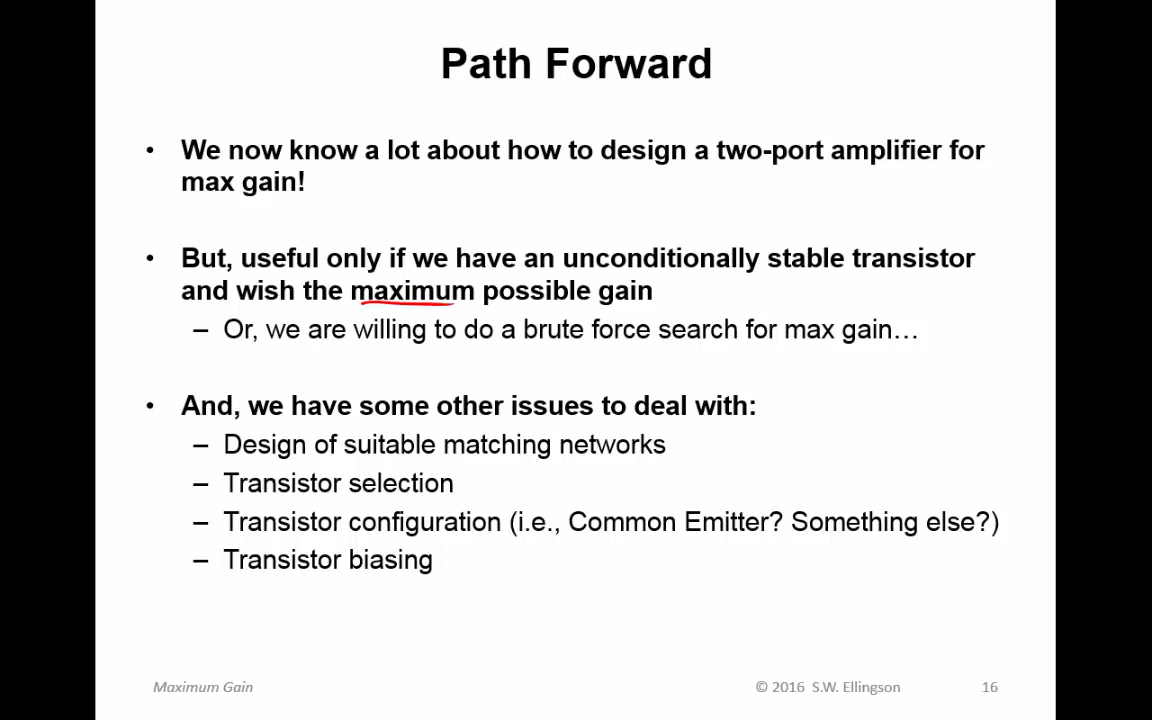 Path Forward
• We now know a lot about how to design a two-port amplifier for
max gain!
• But, useful only if we have an unconditionally stable transistor
and wish the maximum possible gain
– Or, we are willing to do a brute force search for max gain…
• And, we have some other issues to deal with:
– Design of suitable matching networks
– Transistor selection
– Transistor configuration (i.e., Common Emitter? Something else?)
– Transistor biasing
Maximum Gain © 2016 S.W. Ellingson 16